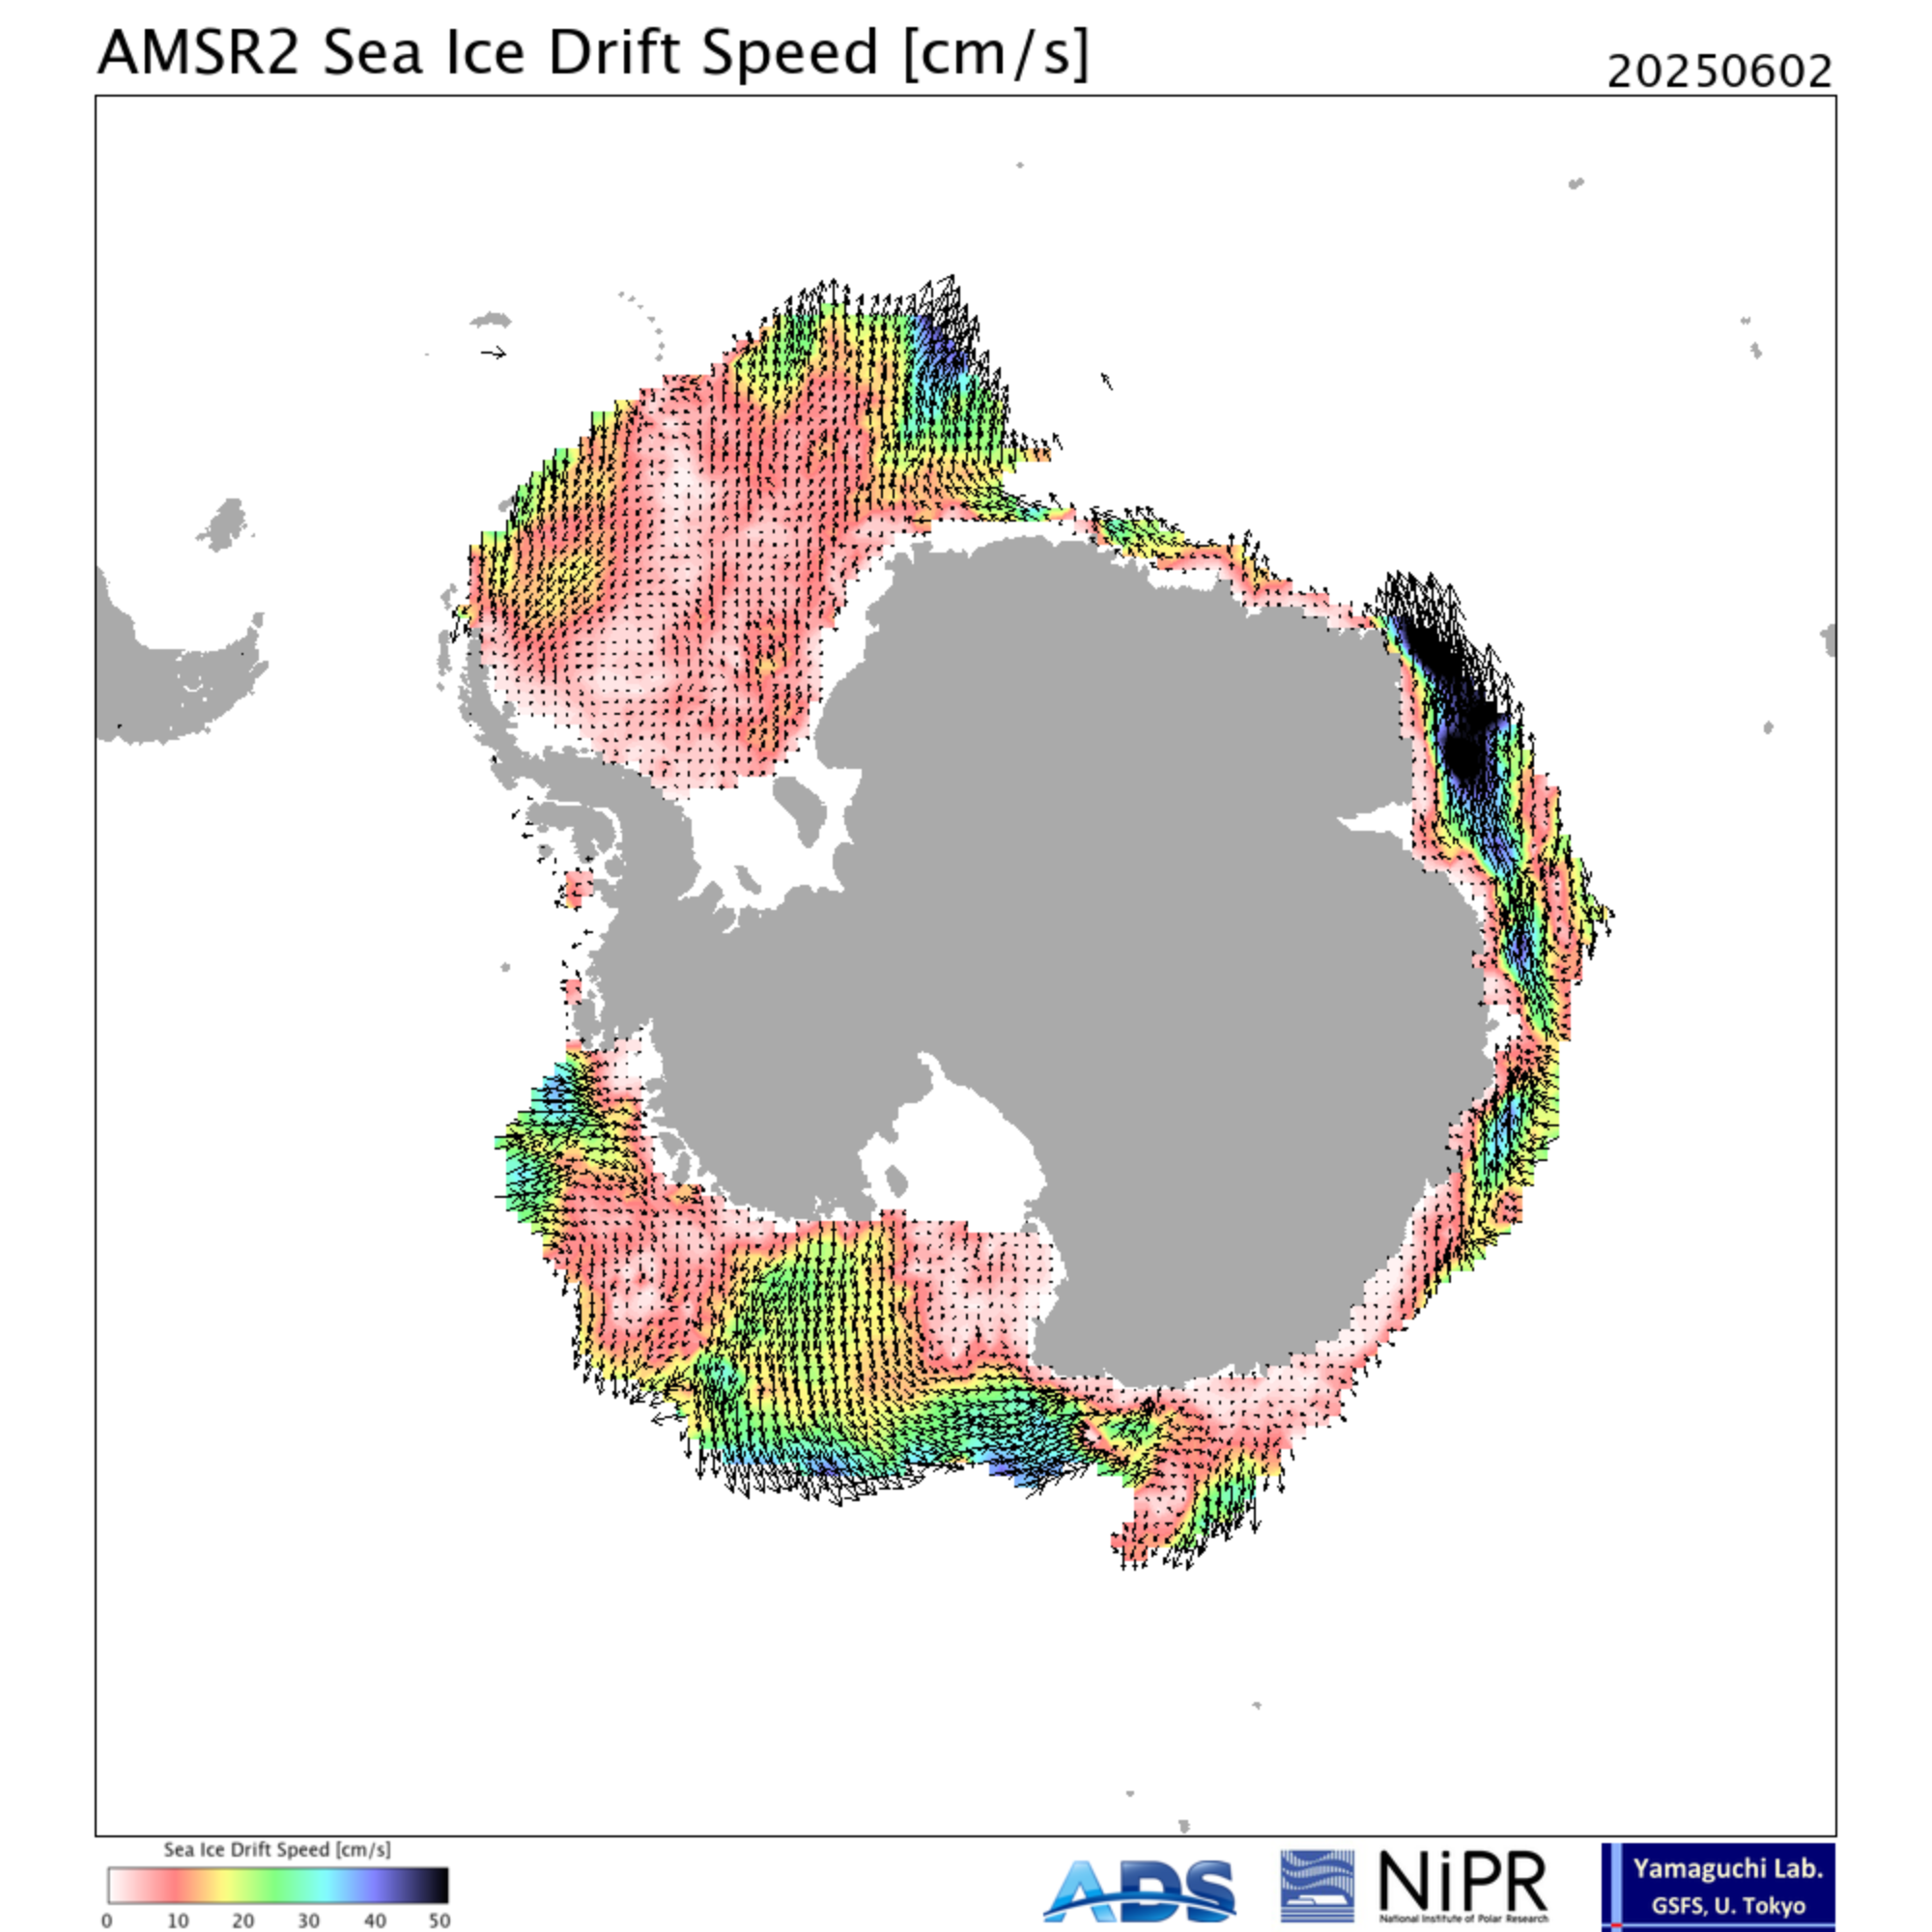 AMSR2 Sea Ice Drift Speed [cm/s]
20250602
Sea Ice Drift Speed [cm/s]
0 10 20 30 40 50
ADS
NiPR
National Institute of Polar Research
Yamaguchi Lab.
GSFS, U. Tokyo